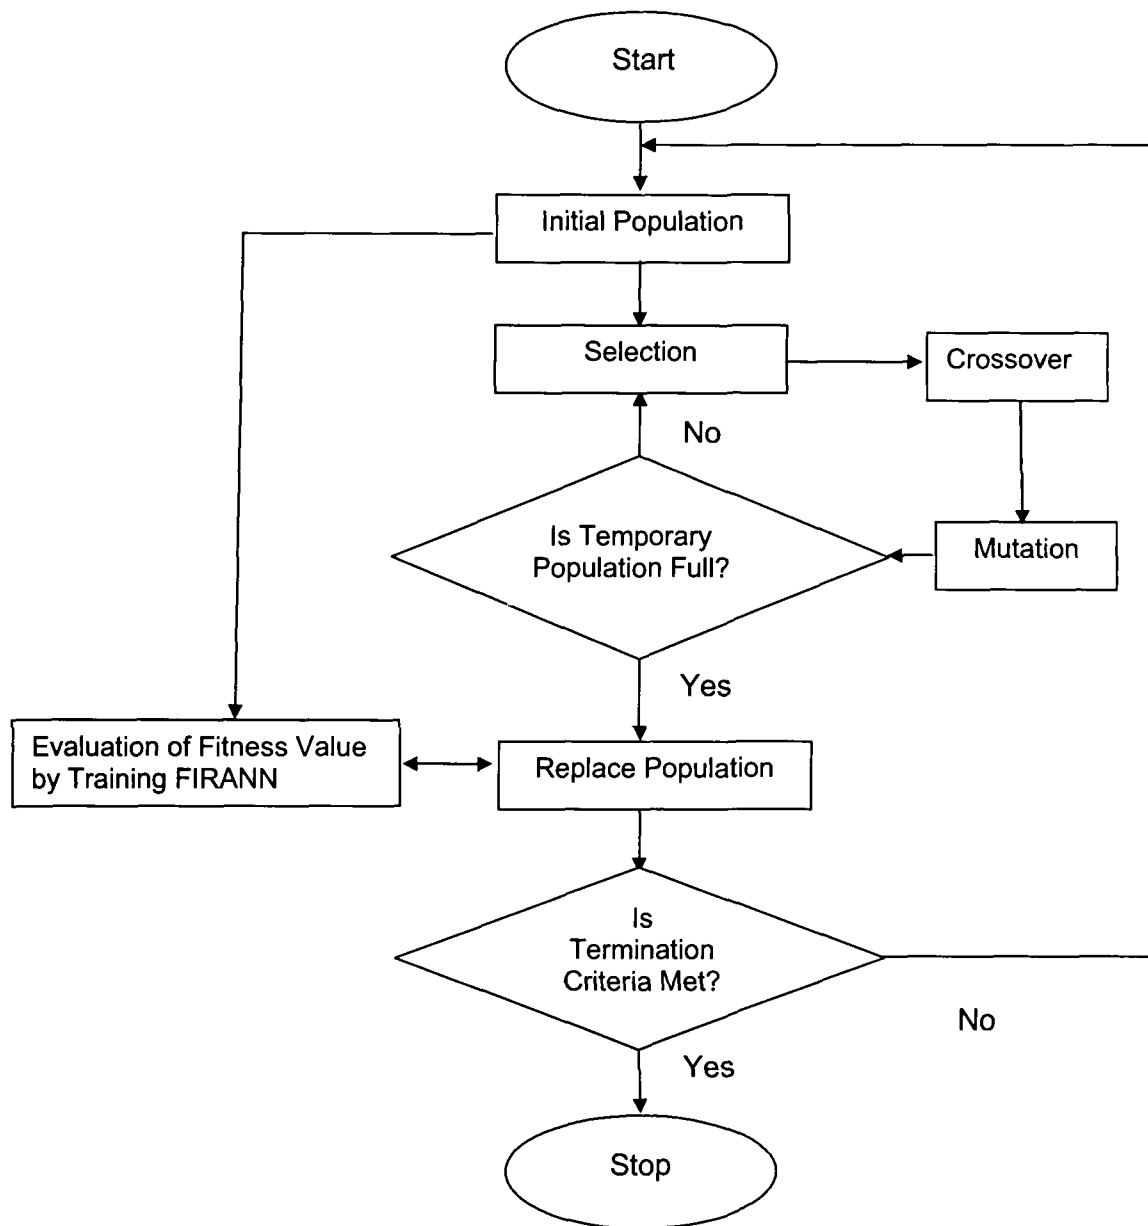 Start
Initial Population
Selection
Crossover
No
Is Temporary
Population Full?
Mutation
Yes
Evaluation of Fitness Value
by Training FIRANN
Replace Population
Is
Termination
Criteria Met?
No
Yes
Stop